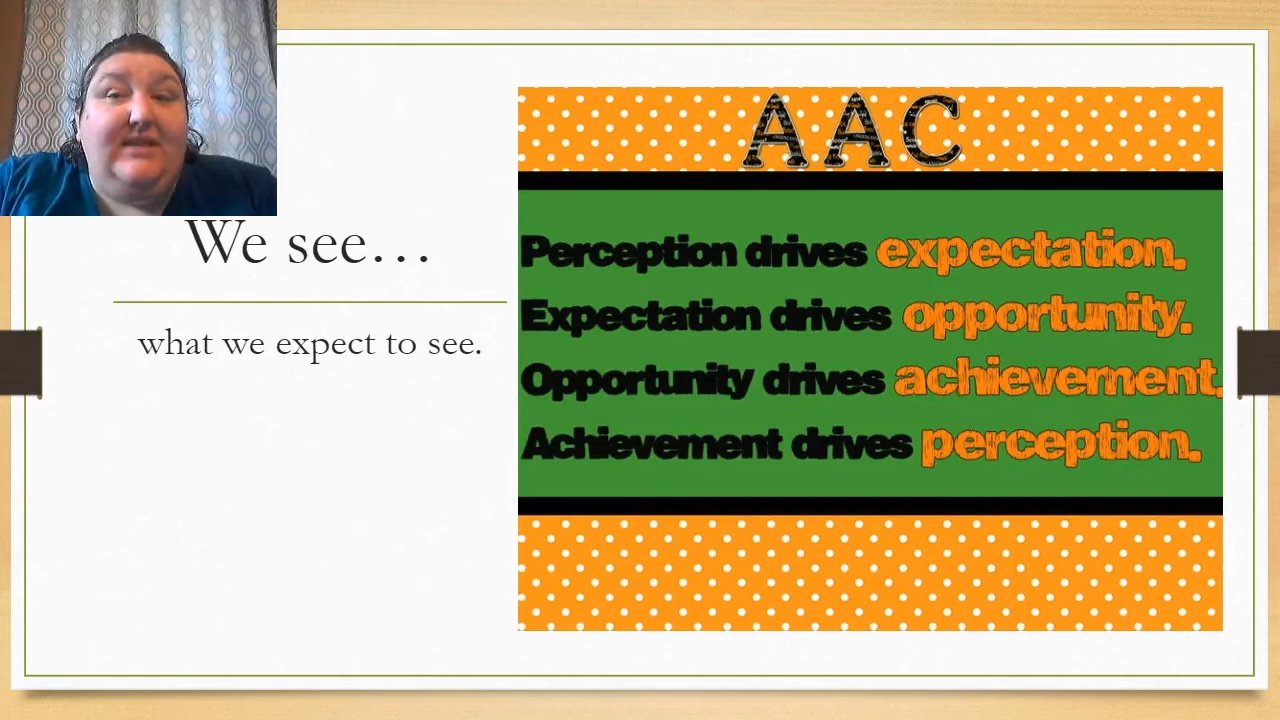 We see…
what we expect to see.
AAC
Perception drives expectation.
Expectation drives opportunity.
Opportunity drives achievement.
Achievement drives perception.